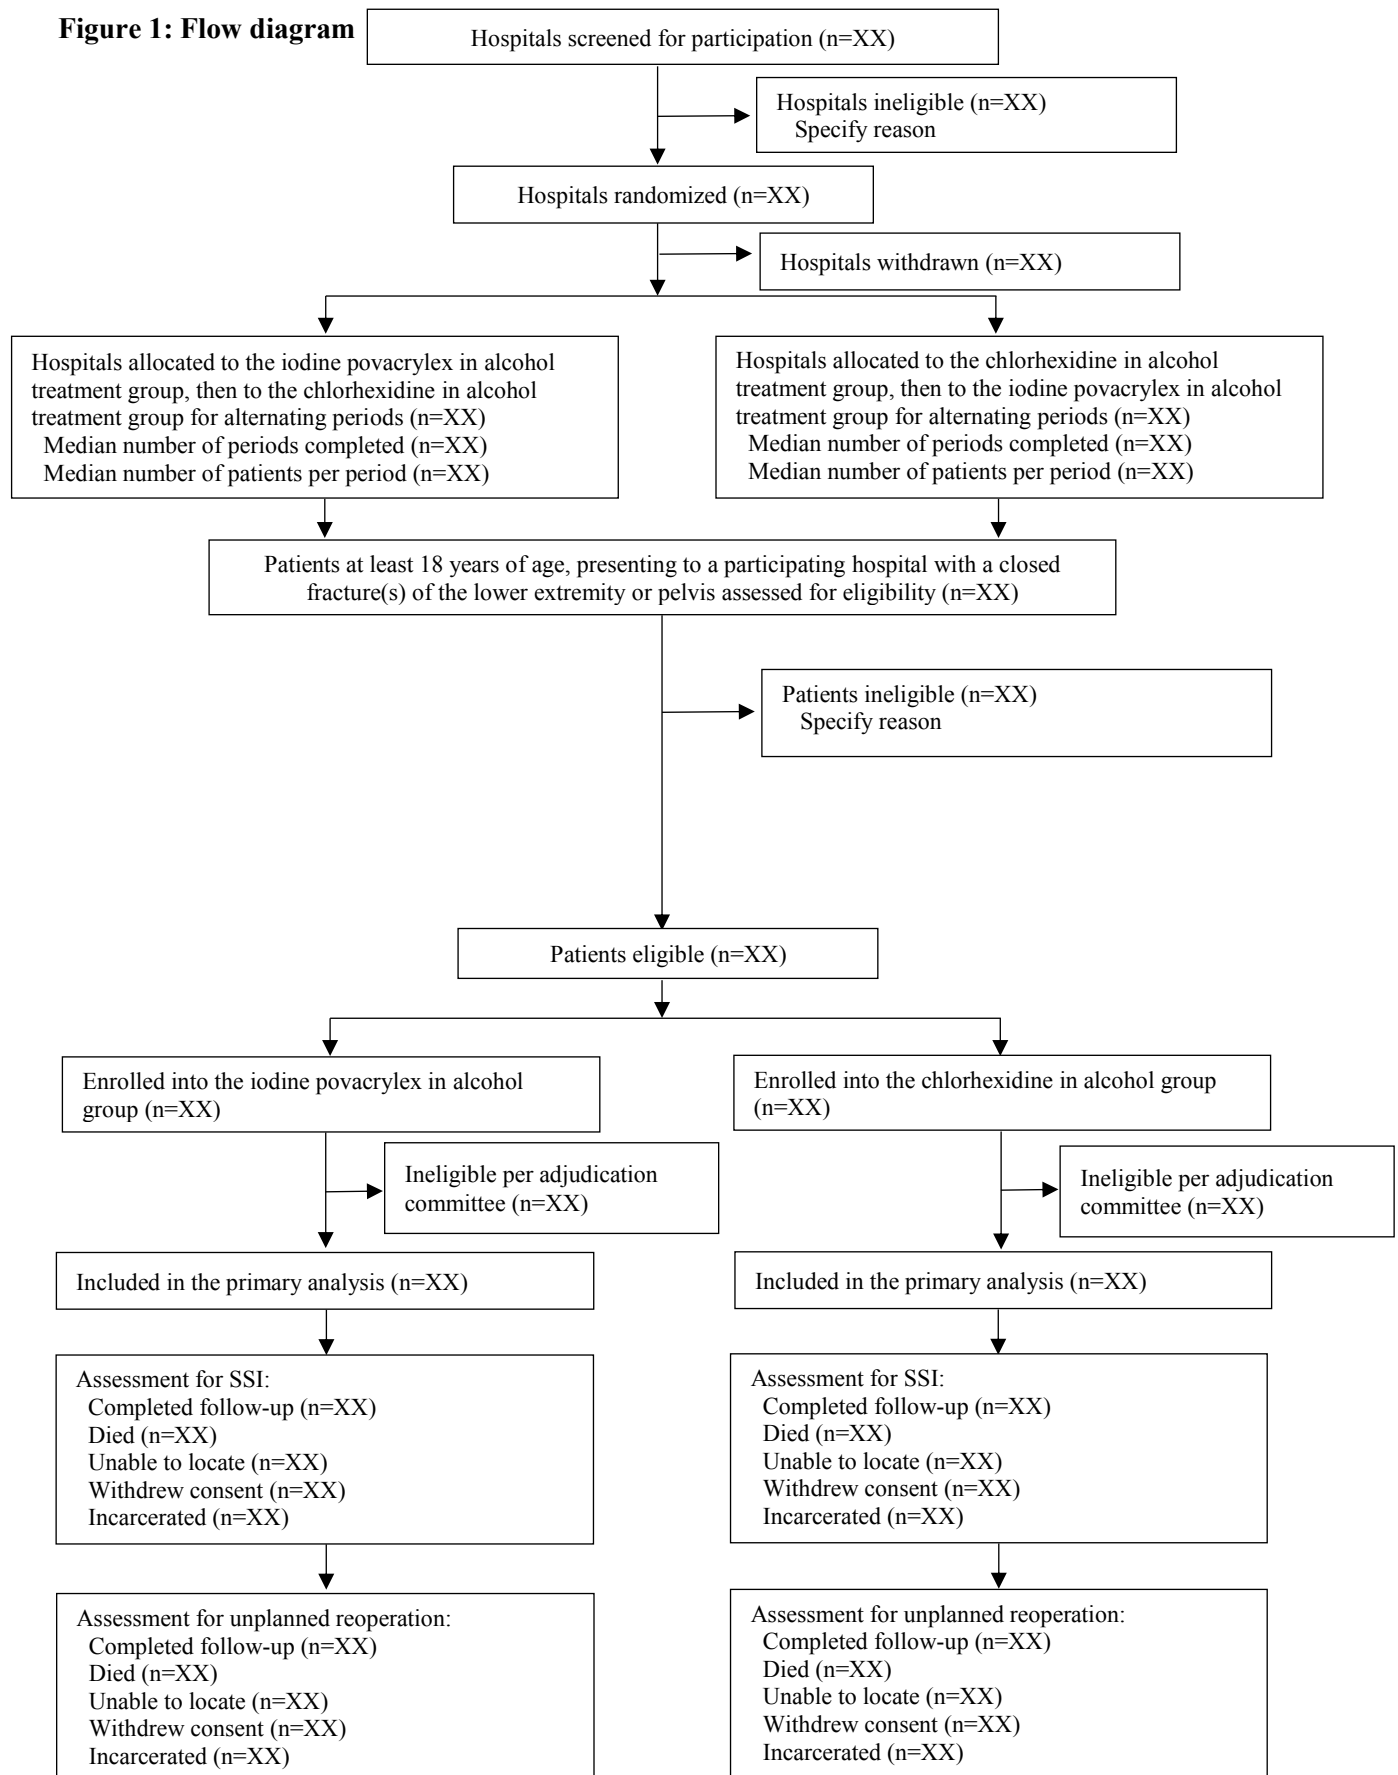 Figure 1: Flow diagram
Hospitals screened for participation (n=XX)
Hospitals ineligible (n=XX)
Specify reason
Hospitals randomized (n=XX)
Hospitals withdrawn (n=XX)
Hospitals allocated to the iodine povacrylex in alcohol
treatment group, then to the chlorhexidine in alcohol
treatment group for alternating periods (n=XX)
Median number of periods completed (n=XX)
Median number of patients per period (n=XX)
Hospitals allocated to the chlorhexidine in alcohol
treatment group, then to the iodine povacrylex in alcohol
treatment group for alternating periods (n=XX)
Median number of periods completed (n=XX)
Median number of patients per period (n=XX)
Patients at least 18 years of age, presenting to a participating hospital with a closed
fracture(s) of the lower extremity or pelvis assessed for eligibility (n=XX)
Patients ineligible (n=XX)
Specify reason
Patients eligible (n=XX)
Enrolled into the iodine povacrylex in alcohol
group (n=XX)
Enrolled into the chlorhexidine in alcohol group
(n=XX)
Ineligible per adjudication
committee (n=XX)
Ineligible per adjudication
committee (n=XX)
Included in the primary analysis (n=XX)
Included in the primary analysis (n=XX)
Assessment for SSI:
Completed follow-up (n=XX)
Died (n=XX)
Unable to locate (n=XX)
Withdrew consent (n=XX)
Incarcerated (n=XX)
Assessment for SSI:
Completed follow-up (n=XX)
Died (n=XX)
Unable to locate (n=XX)
Withdrew consent (n=XX)
Incarcerated (n=XX)
Assessment for unplanned reoperation:
Completed follow-up (n=XX)
Died (n=XX)
Unable to locate (n=XX)
Withdrew consent (n=XX)
Incarcerated (n=XX)
Assessment for unplanned reoperation:
Completed follow-up (n=XX)
Died (n=XX)
Unable to locate (n=XX)
Withdrew consent (n=XX)
Incarcerated (n=XX)